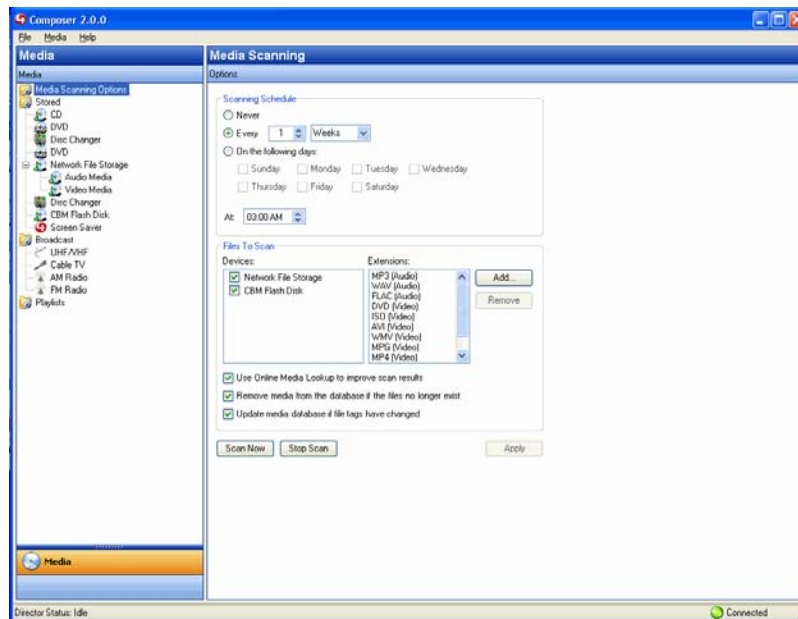 Composer 2.0.0
File Media Help
Media
Media
Media Scanning Options
Stored
CD
DVD
Disc Changer
DVD
Network File Storage
Audio Media
Video Media
Disc Changer
CBM Flash Disk
Screen Saver
Broadcast
UHF/VHF
Cable TV
AM Radio
FM Radio
Playlists
Media
Media Scanning
Options
Scanning Schedule
Never
Every 1 Weeks
On the following days:
Sunday Monday Tuesday Wednesday
Thursday Friday Saturday
At: 03:00 AM
Files To Scan
Devices: Extensions:
Network File Storage
CBM Flash Disk
MP3 (Audio)
WAV (Audio)
FLAC (Audio)
DVD (Video)
ISO (Video)
AVI (Video)
WMV (Video)
MPG (Video)
MP4 (Video)
Add...
Remove
Use Online Media Lookup to improve scan results
Remove media from the database if the files no longer exist
Update media database if file tags have changed
Scan Now Stop Scan Apply
Director Status: Idle Connected